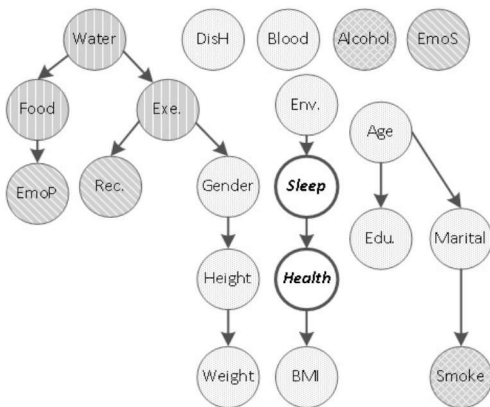 Water
DisH
Blood
Alcohol
EmoS
Food
Exe.
Env.
Age
EmoP
Rec.
Gender
Sleep
Edu.
Marital
Height
Health
Weight
BMI
Smoke